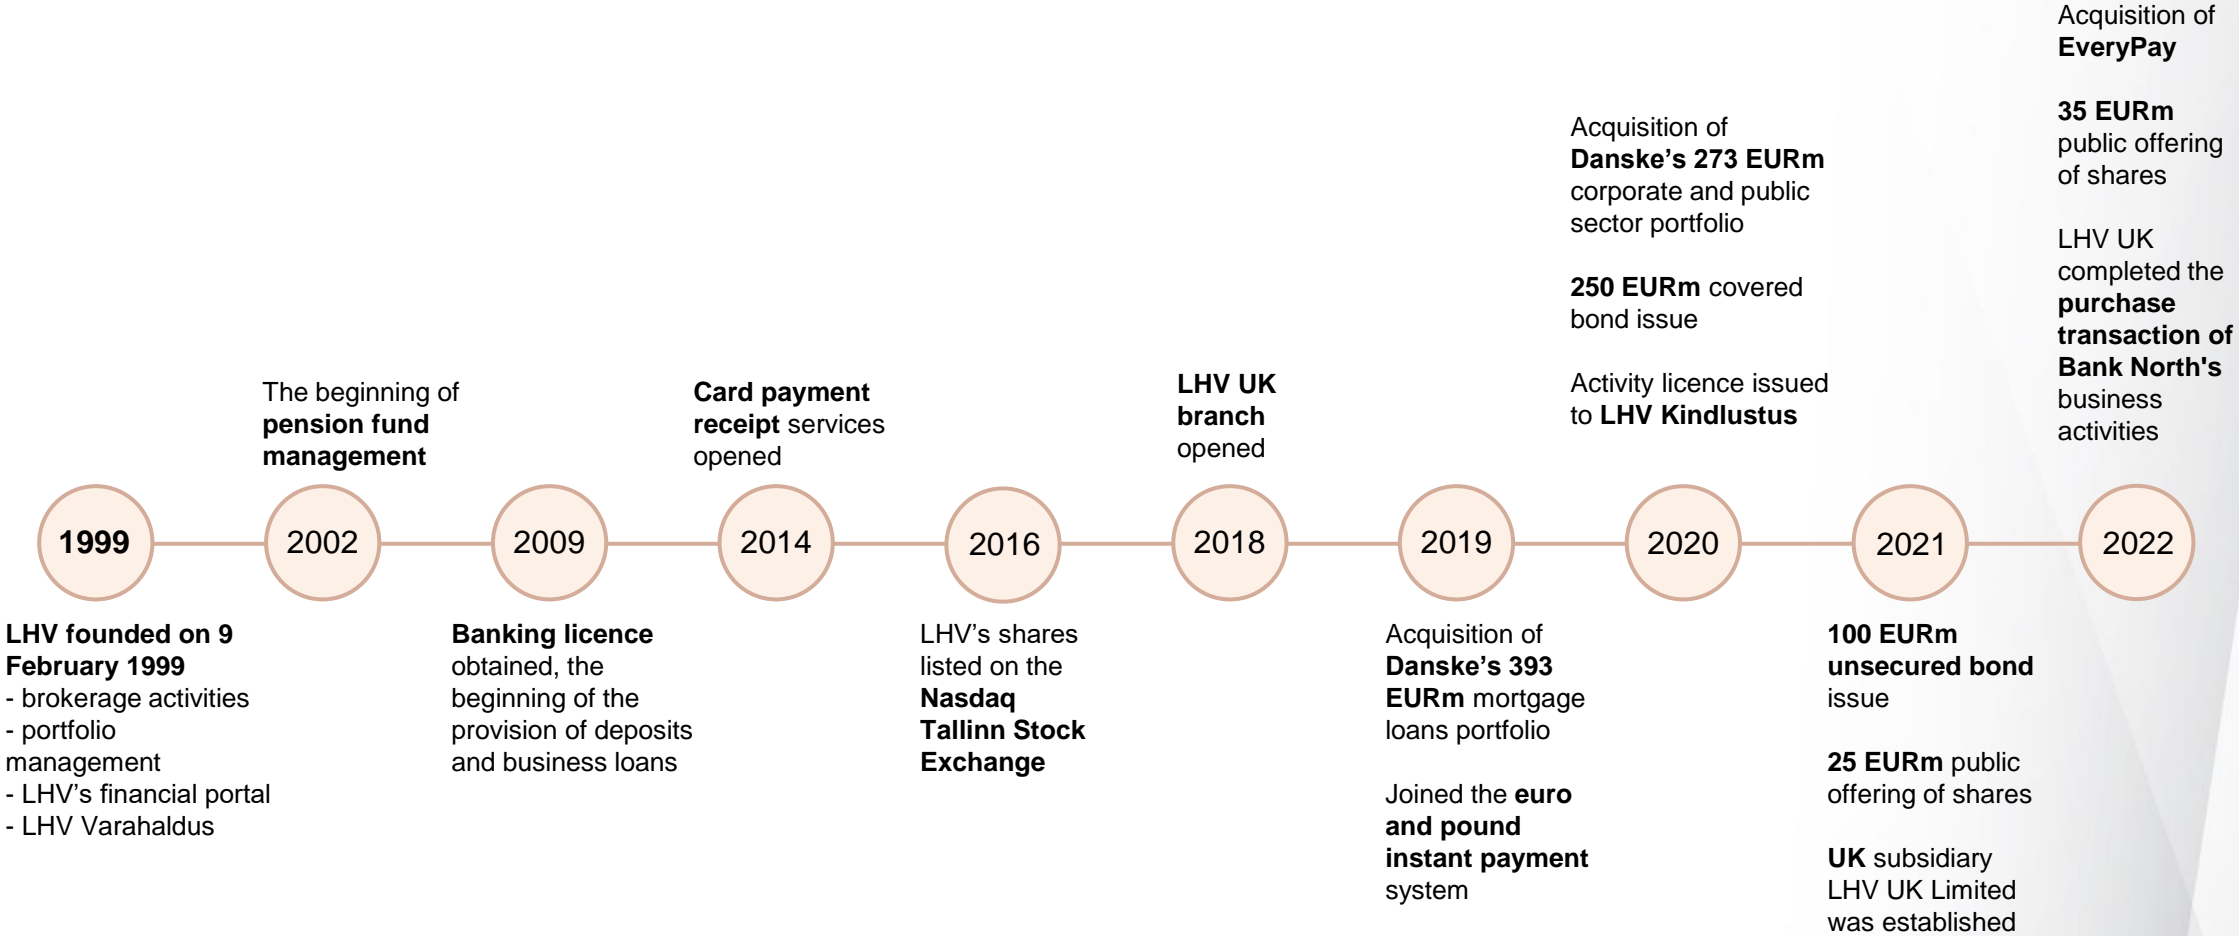 Acquisition of
EveryPay
35 EURm
public offering
of shares
LHV UK
completed the
purchase
transaction of
Bank North's
business
activities
Acquisition of
Danske’s 273 EURm
corporate and public
sector portfolio
250 EURm covered
bond issue
Activity licence issued
to LHV Kindlustus
The beginning of
pension fund
management
Card payment
receipt services
opened
LHV UK
branch
opened
1999
2002
2009
2014
2016
2018
2019
2020
2021
2022
LHV founded on 9
February 1999
- brokerage activities
- portfolio
management
- LHV’s financial portal
- LHV Varahaldus
Banking licence
obtained, the
beginning of the
provision of deposits
and business loans
LHV’s shares
listed on the
Nasdaq
Tallinn Stock
Exchange
Acquisition of
Danske’s 393
EURm mortgage
loans portfolio
Joined the euro
and pound
instant payment
system
100 EURm
unsecured bond
issue
25 EURm public
offering of shares
UK subsidiary
LHV UK Limited
was established